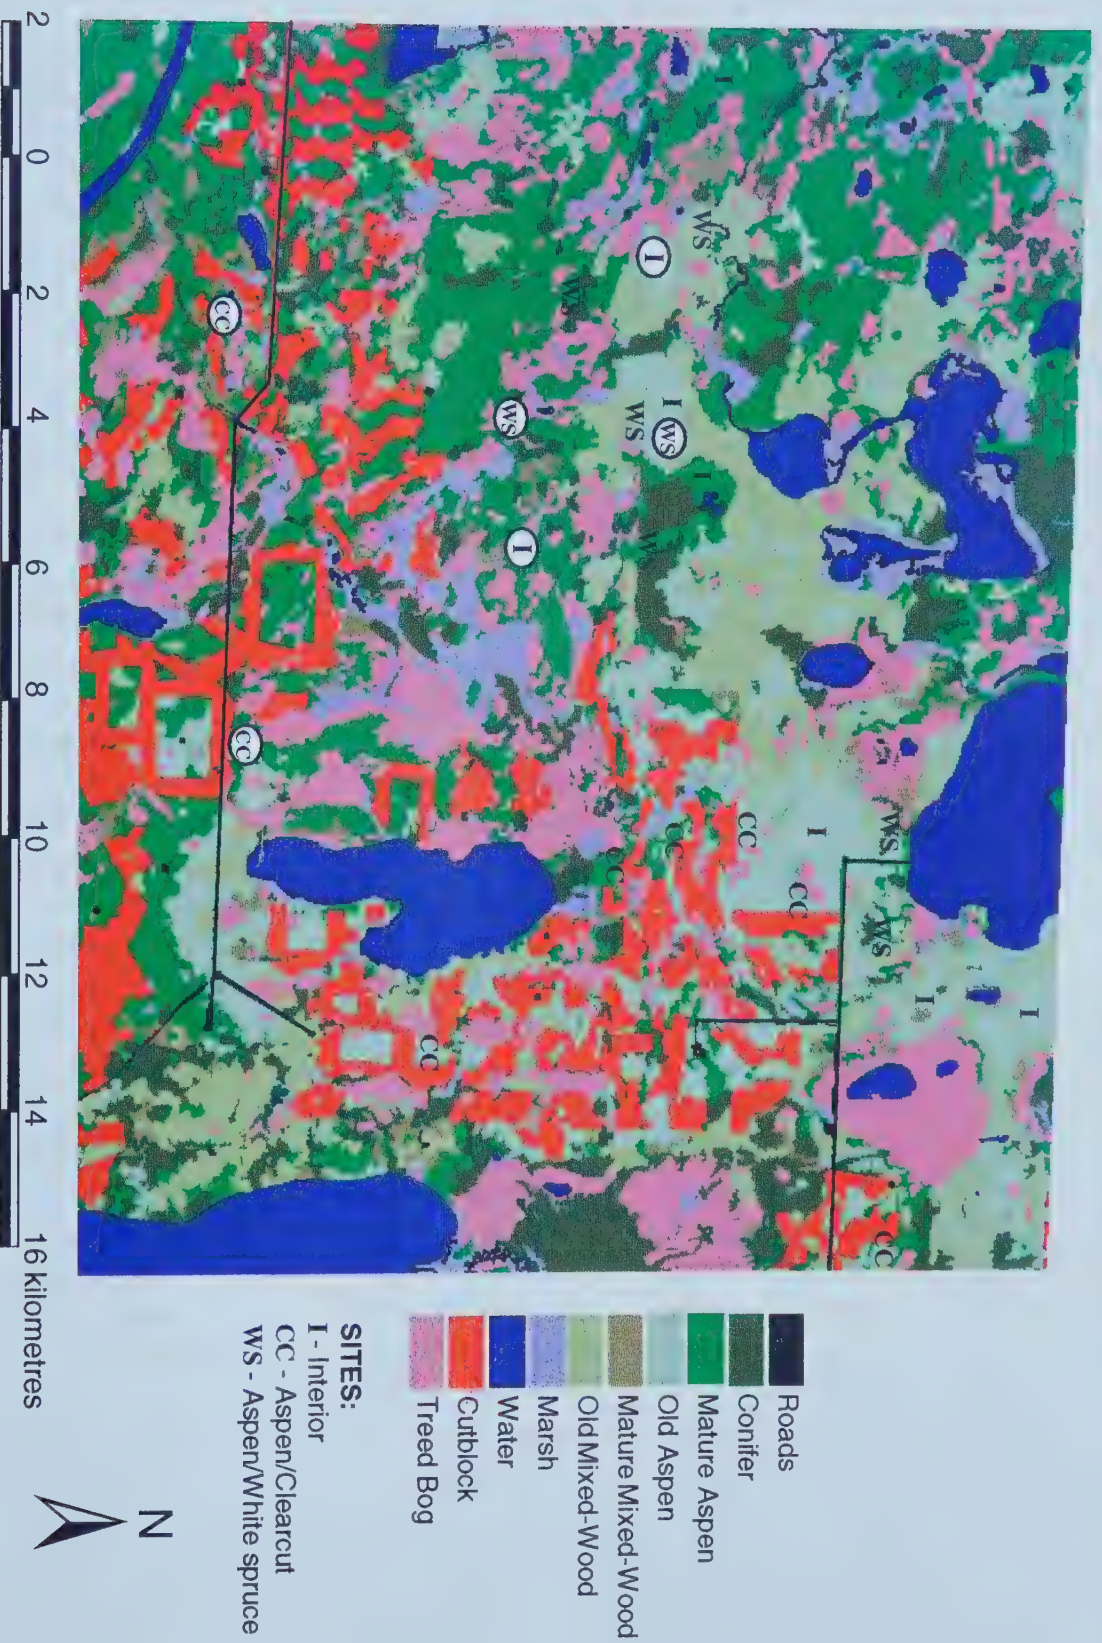 I
I
WS
WS
CC
I
CC
CC
I
WS
I
I
WS
CC
I
WS
W
W
CC
WS
I
WS
CC
CC
CC
2 0 2 4 6 8 10 12 14 16 kilometres
Roads
Conifer
Mature Aspen
Old Aspen
Mature Mixed-Wood
Old Mixed-Wood
Marsh
Water
Cutblock
Treed Bog
SITES:
I - Interior
CC - Aspen/Clearcut
WS - Aspen/White spruce
N